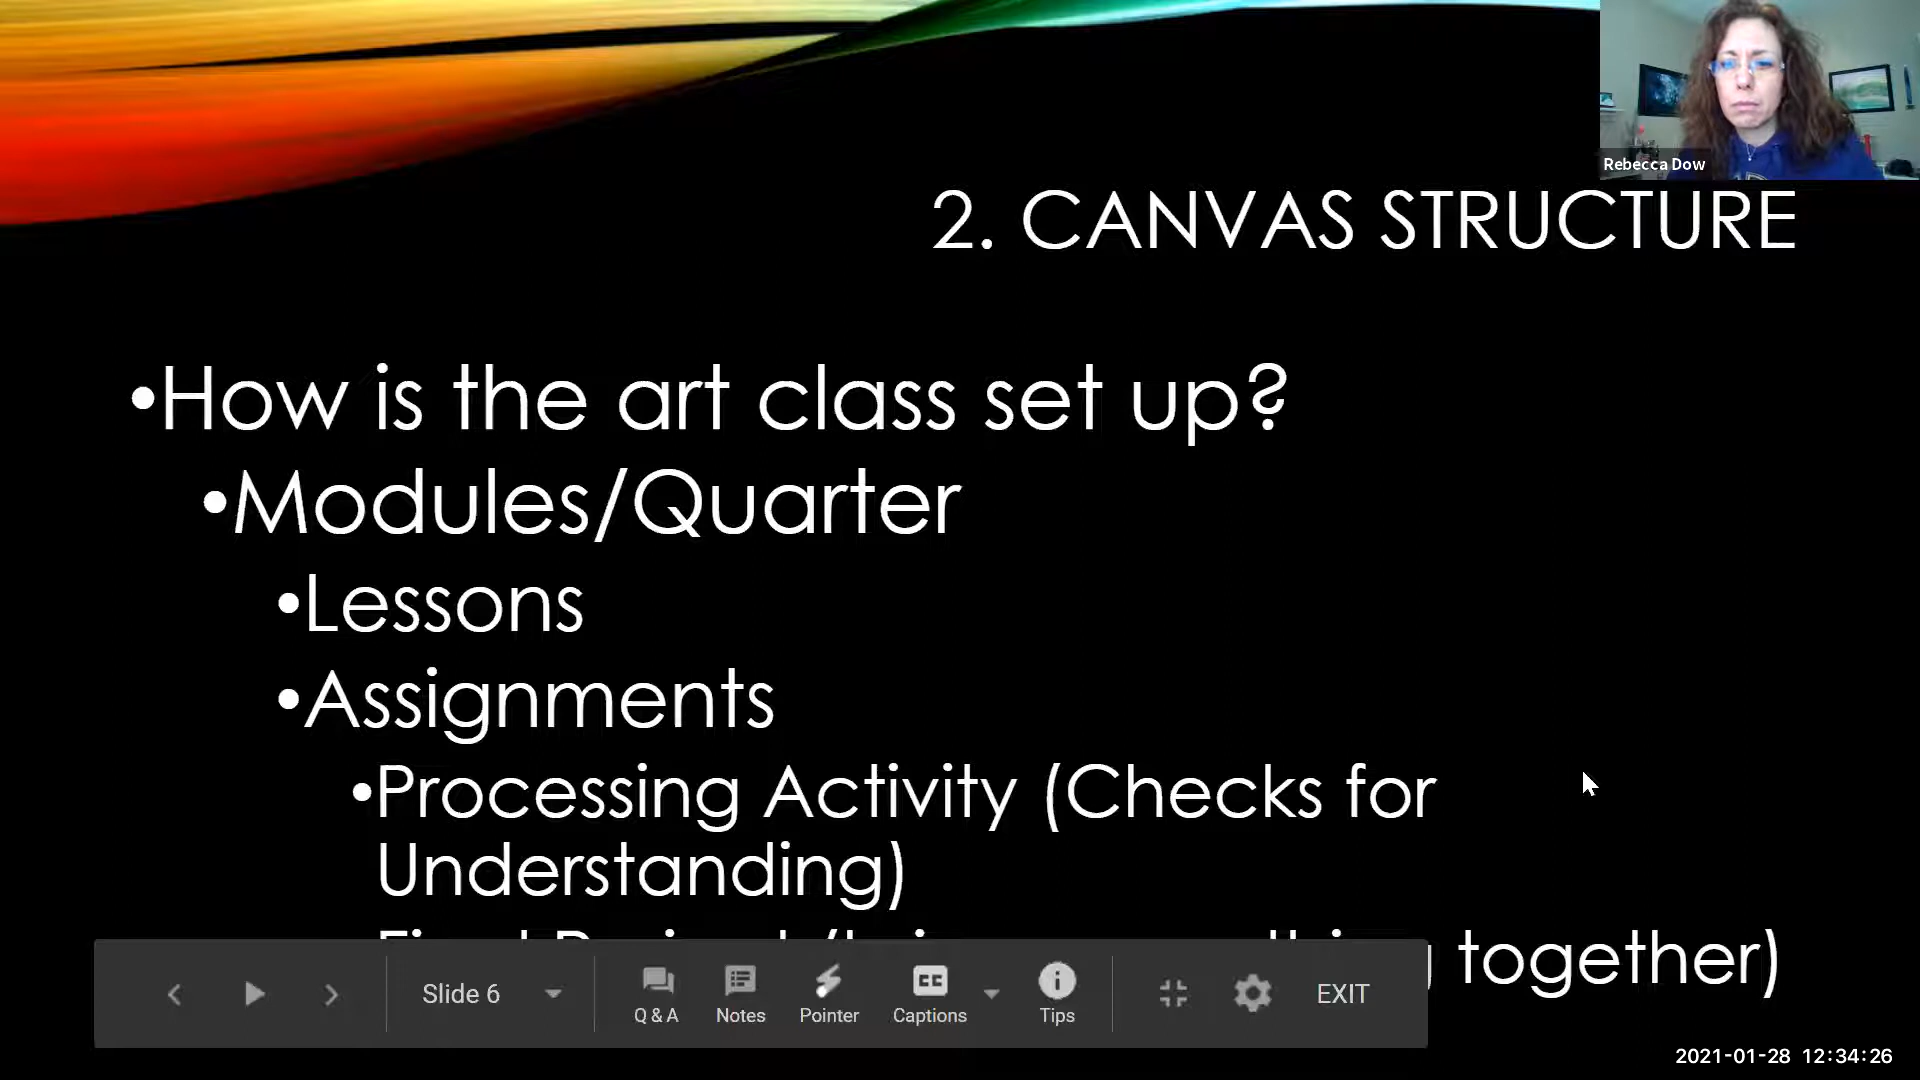 Rebecca Dow
2. CANVAS STRUCTURE
•How is the art class set up?
•Modules/Quarter
•Lessons
•Assignments
•Processing Activity (Checks for
Understanding)
together)
Slide 6
Q & A
Notes
Pointer
CC
Captions
Tips
EXIT
2021-01-28 12:34:26